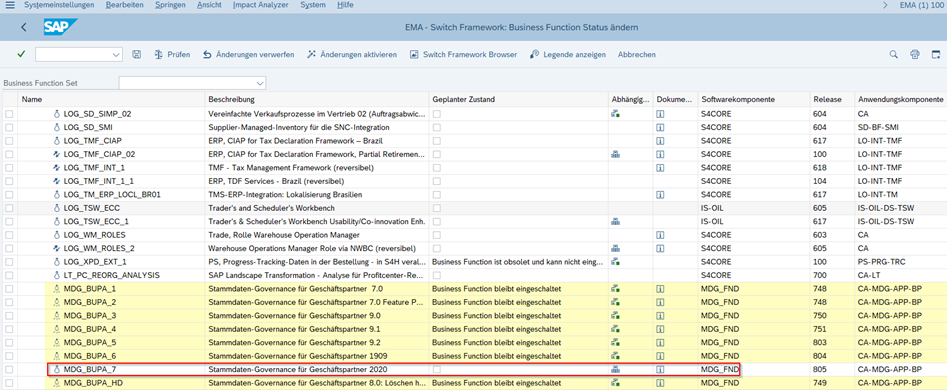 Systemeinstellungen Bearbeiten Springen Ansicht Impact Analyzer System Hilfe EMA (1) 100
SAP EMA - Switch Framework: Business Function Status ändern
Prüfen Änderungen verwerfen Änderungen aktivieren Switch Framework Browser Legende anzeigen Abbrechen
Business Function Set
Name Beschreibung Geplanter Zustand Abhängig... Dokume... Softwarekomponente Release Anwendungskomponente
LOG_SD_SIMP_02 Vereinfachte Verkaufsprozesse im Vertrieb 02 (Auftragsabwic... S4CORE 604 CA
LOG_SD_SMI Supplier-Managed-Inventory für die SNC-Integration S4CORE 604 SD-BF-SMI
LOG_TMF_CIAP ERP, CIAP for Tax Declaration Framework – Brazil S4CORE 617 LO-INT-TMF
LOG_TMF_CIAP_02 ERP, CIAP for Tax Declaration Framework, Partial Retiremen... S4CORE 100 LO-INT-TMF
LOG_TMF_INT_1 TMF - Tax Management Framework (reversibel) S4CORE 618 LO-INT-TMF
LOG_TMF_INT_1_1 ERP, TDF Services - Brazil (reversibel) S4CORE 104 LO-INT-TMF
LOG_TM_ERP_LOCL_BR01 TMS-ERP-Integration: Lokalisierung Brasilien S4CORE 617 LO-INT-TM
LOG_TSW_ECC Trader's and Scheduler's Workbench IS-OIL 605 IS-OIL-DS-TSW
LOG_TSW_ECC_1 Trader's & Scheduler's Workbench Usability/Co-innovation Enh. IS-OIL 617 IS-OIL-DS-TSW
LOG_WM_ROLES Trade, Rolle Warehouse Operation Manager S4CORE 603 CA
LOG_WM_ROLES_2 Warehouse Operations Manager Role via NWBC (reversibel) S4CORE 605 CA
LOG_XPD_EXT_1 PS, Progress-Tracking-Daten in der Bestellung - in S4H veral... Business Function ist obsolet und kann nicht eing... S4CORE 100 PS-PRG-TRC
LT_PC_REORG_ANALYSIS SAP Landscape Transformation - Analyse für Profitcenter-Re... S4CORE 700 CA-LT
MDG_BUPA_1 Stammdaten-Governance für Geschäftspartner 7.0 Business Function bleibt eingeschaltet MDG_FND 748 CA-MDG-APP-BP
MDG_BUPA_2 Stammdaten-Governance für Geschäftspartner 7.0 Feature P... Business Function bleibt eingeschaltet MDG_FND 748 CA-MDG-APP-BP
MDG_BUPA_3 Stammdaten-Governance für Geschäftspartner 9.0 Business Function bleibt eingeschaltet MDG_FND 750 CA-MDG-APP-BP
MDG_BUPA_4 Stammdaten-Governance für Geschäftspartner 9.1 Business Function bleibt eingeschaltet MDG_FND 751 CA-MDG-APP-BP
MDG_BUPA_5 Stammdaten-Governance für Geschäftspartner 9.2 Business Function bleibt eingeschaltet MDG_FND 803 CA-MDG-APP-BP
MDG_BUPA_6 Stammdaten-Governance für Geschäftspartner 1909 Business Function bleibt eingeschaltet MDG_FND 804 CA-MDG-APP-BP
MDG_BUPA_7 Stammdaten-Governance für Geschäftspartner 2020 MDG_FND 805 CA-MDG-APP-BP
MDG_BUPA_HD Stammdaten-Governance für Geschäftspartner 8.0: Löschen h... Business Function bleibt eingeschaltet MDG_FND 749 CA-MDG-APP-BP